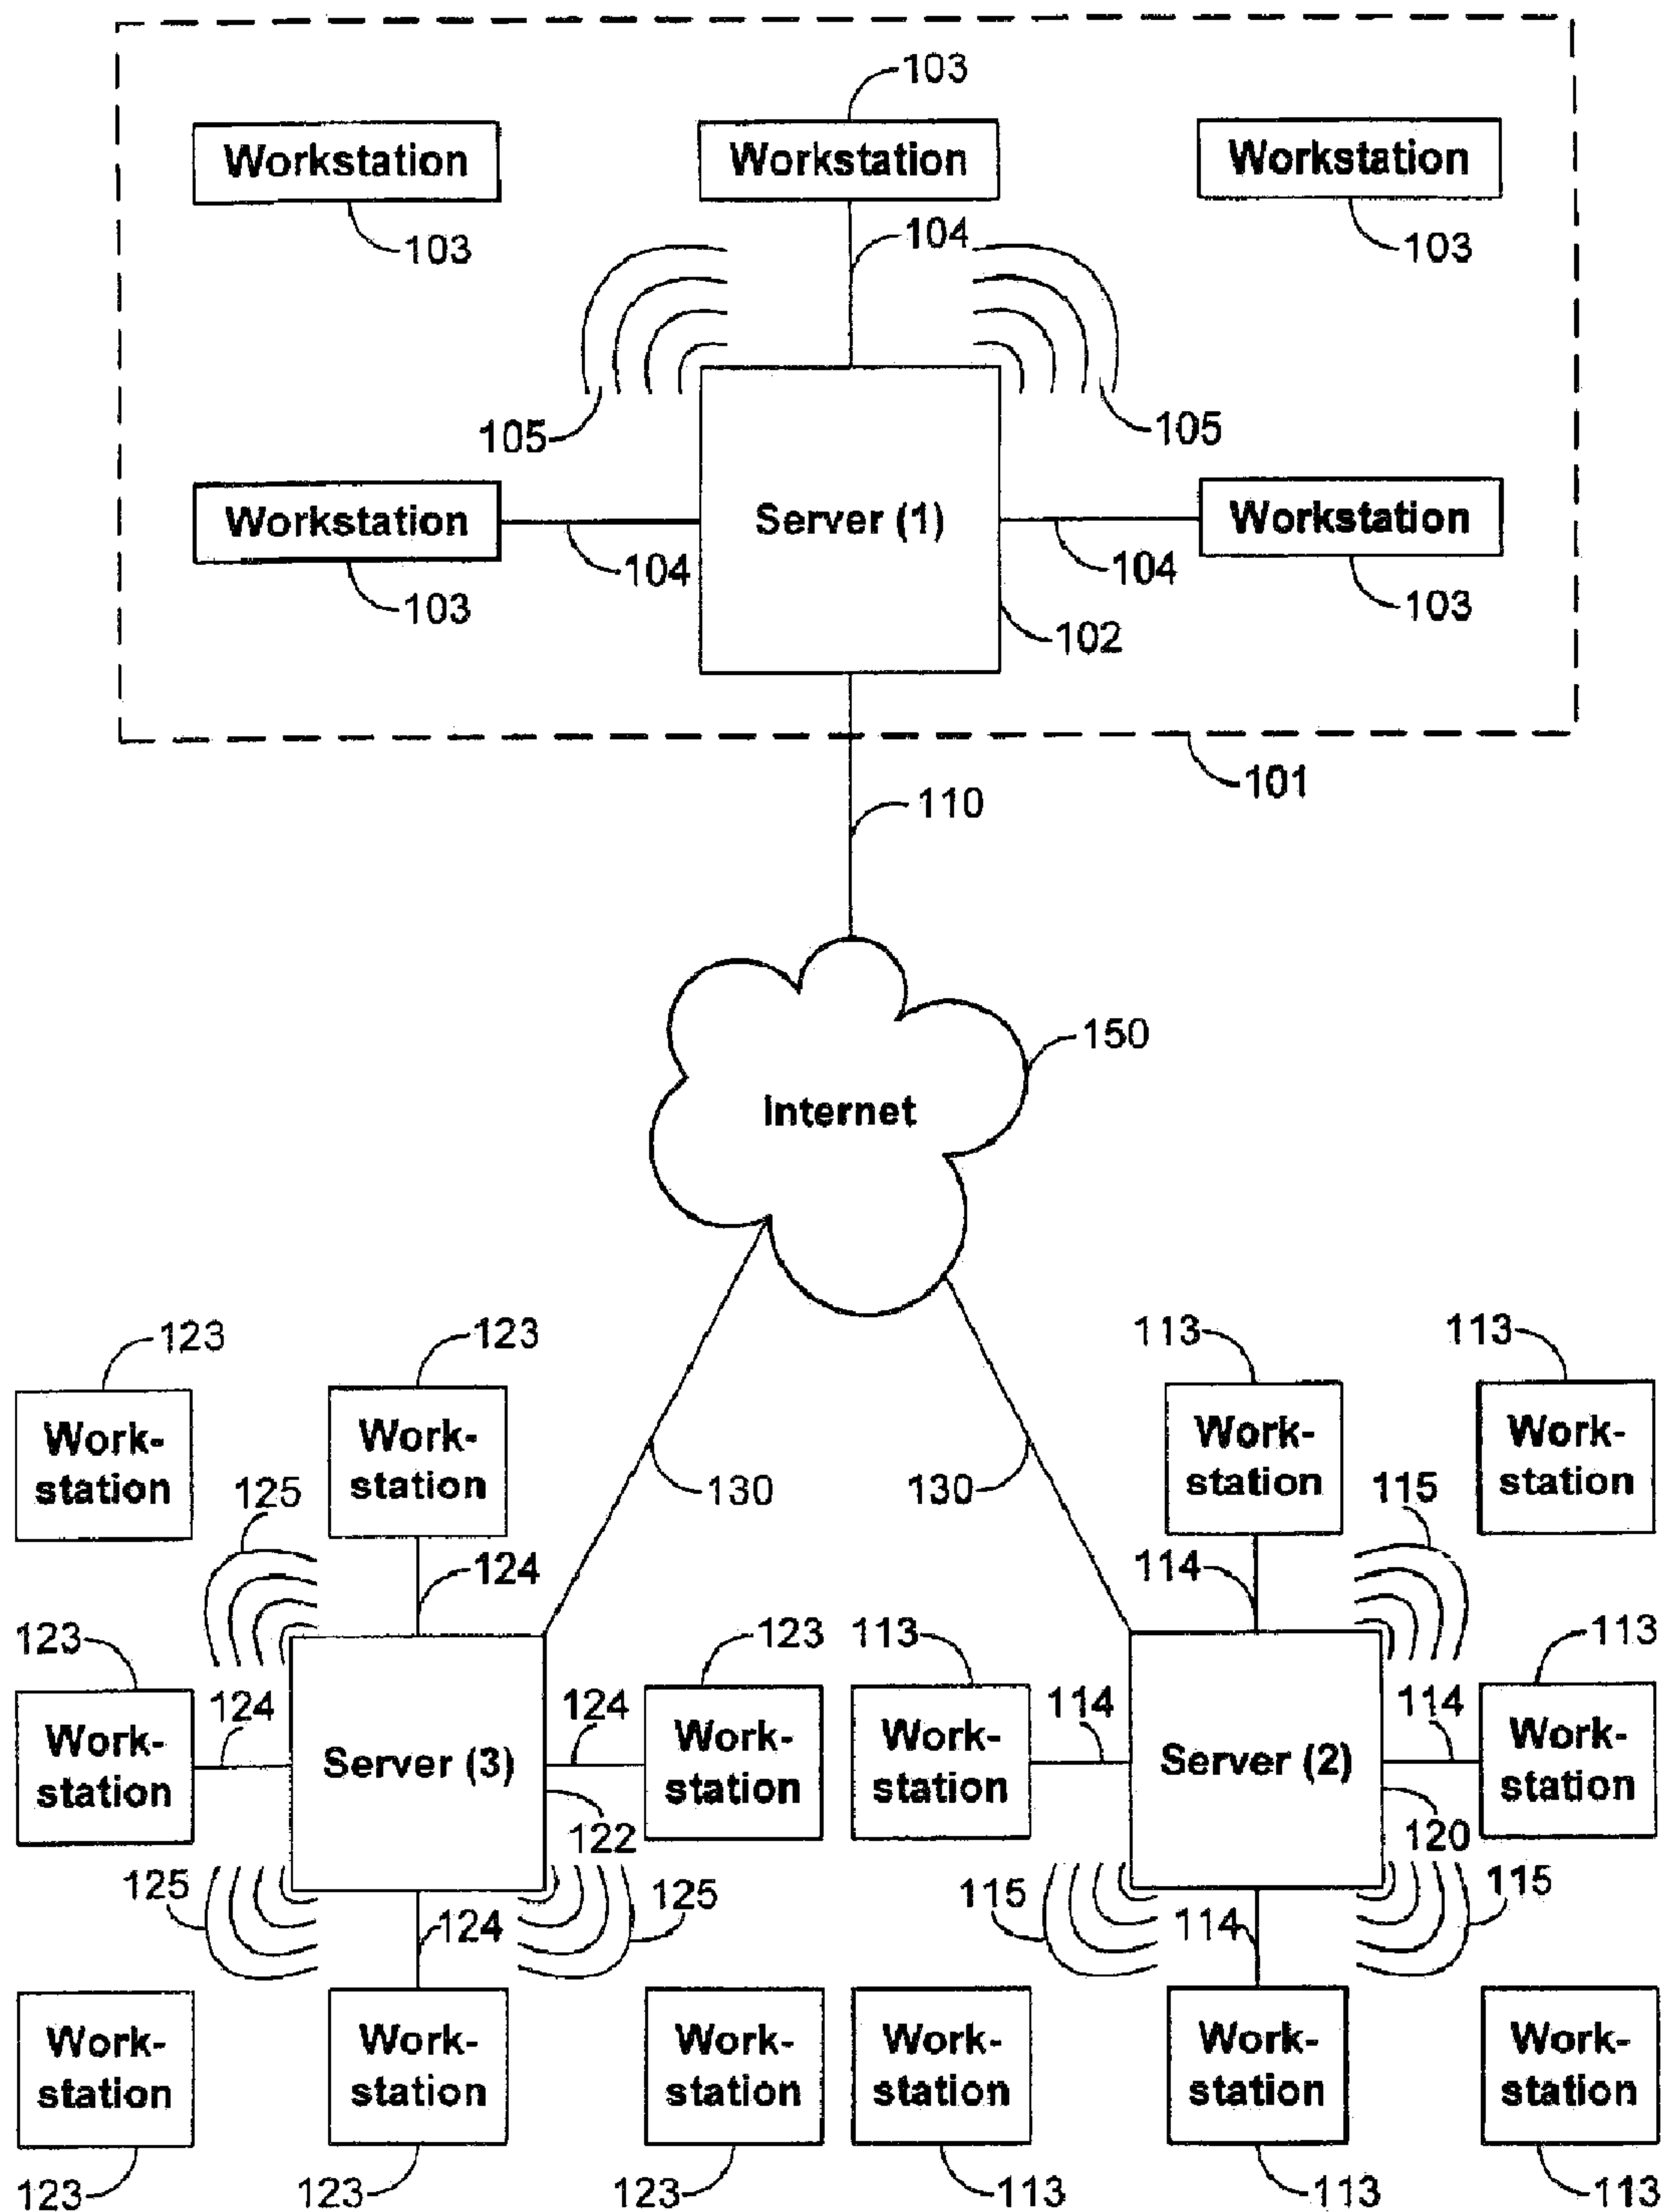 103
Workstation
Workstation
Workstation
103
104
103
105
105
Workstation
Server (1)
Workstation
103
104
104
103
102
101
110
150
Internet
123
123
113
113
Work-
station
Work-
station
Work-
station
Work-
station
125
130
130
115
124
114
123
123
113
113
Work-
station
124
Server (3)
124
Work-
station
Work-
station
114
Server (2)
114
Work-
station
122
120
125
124
125
115
114
115
Work-
station
Work-
station
Work-
station
Work-
station
Work-
station
Work-
station
123
123
123
113
113
113